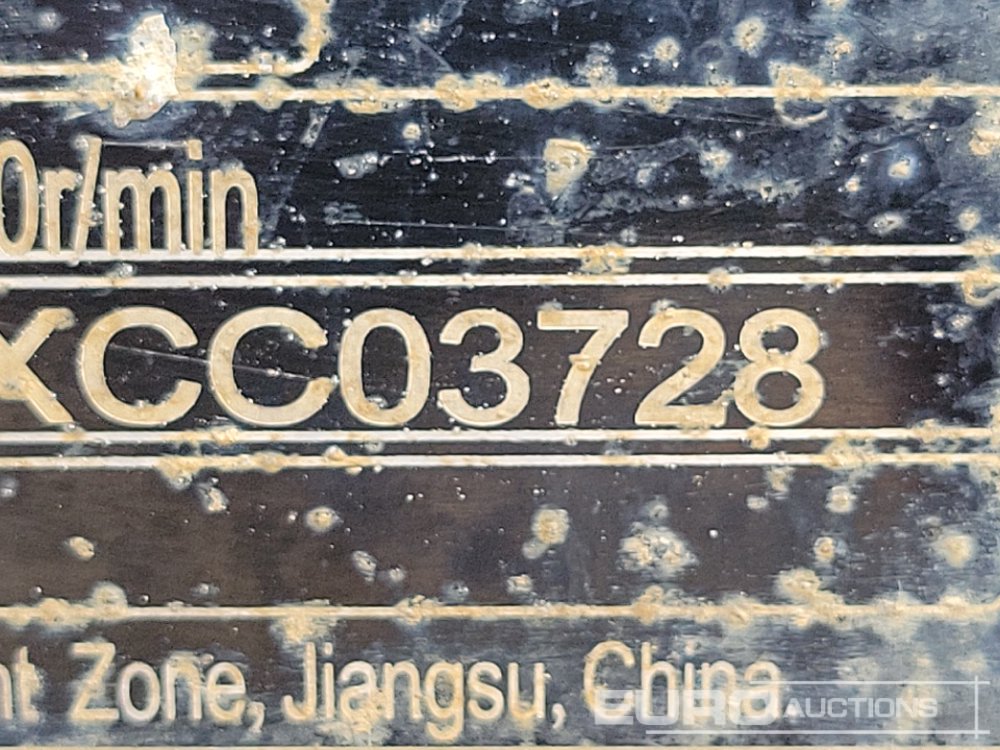 0r/min
XCC03728
nt Zone, Jiangsu, China
EURO AUCTIONS